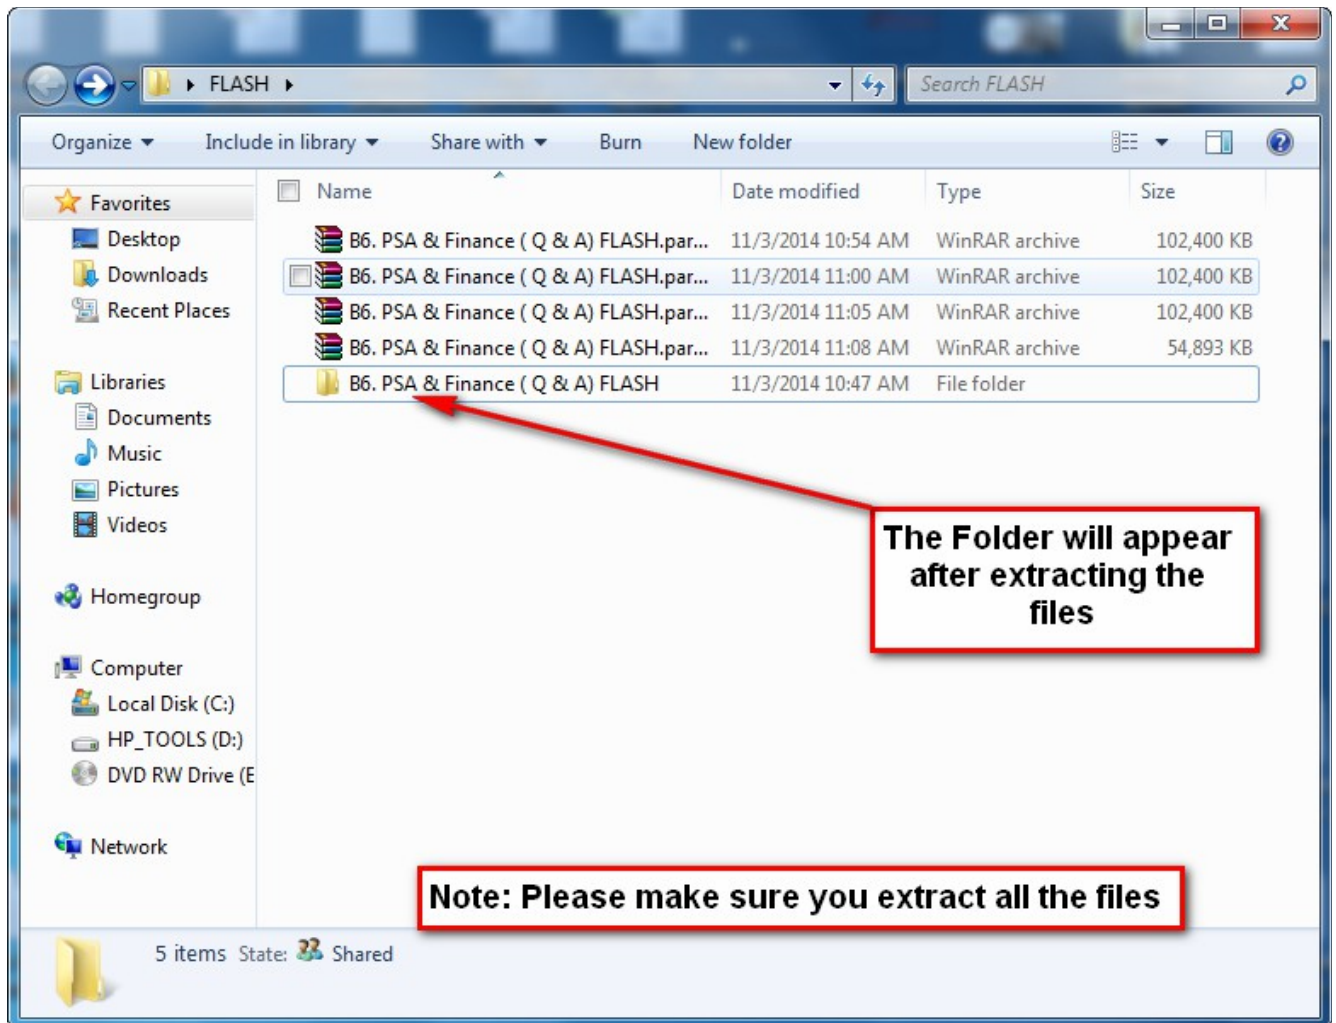 FLASH
Search FLASH
Organize Include in library Share with Burn New folder
Favorites
Desktop
Downloads
Recent Places
Libraries
Documents
Music
Pictures
Videos
Homegroup
Computer
Local Disk (C:)
HP_TOOLS (D:)
DVD RW Drive (E
Network
Name Date modified Type Size
B6. PSA & Finance ( Q & A) FLASH.par... 11/3/2014 10:54 AM WinRAR archive 102,400 KB
B6. PSA & Finance ( Q & A) FLASH.par... 11/3/2014 11:00 AM WinRAR archive 102,400 KB
B6. PSA & Finance ( Q & A) FLASH.par... 11/3/2014 11:05 AM WinRAR archive 102,400 KB
B6. PSA & Finance ( Q & A) FLASH.par... 11/3/2014 11:08 AM WinRAR archive 54,893 KB
B6. PSA & Finance ( Q & A) FLASH 11/3/2014 10:47 AM File folder
The Folder will appear
after extracting the
files
Note: Please make sure you extract all the files
5 items State: Shared